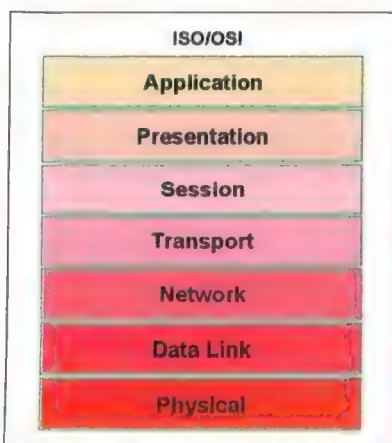 ISO/OSI
Application
Presentation
Session
Transport
Network
Data Link
Physical